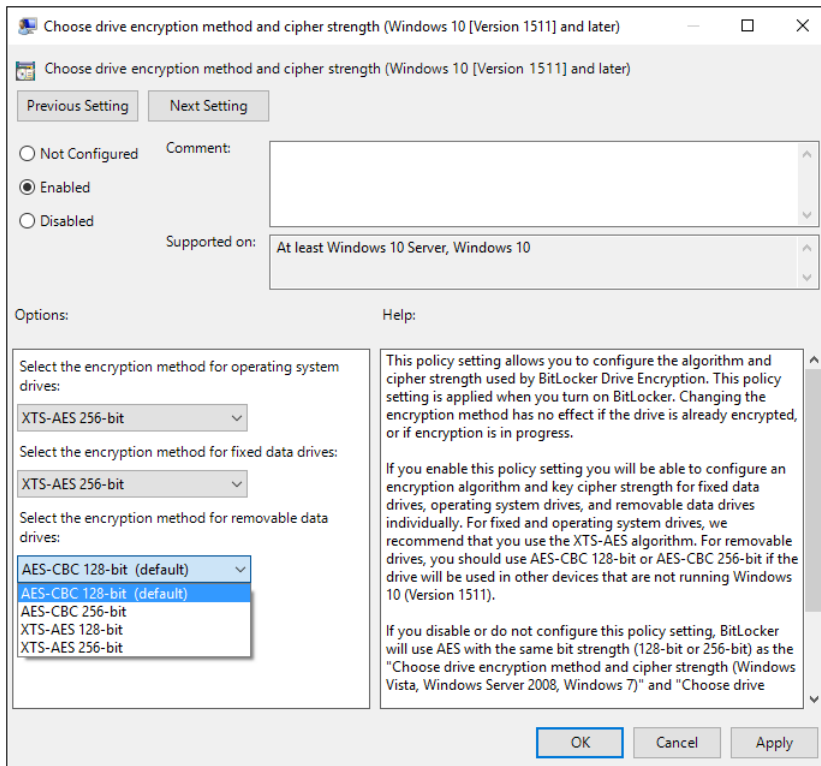 Choose drive encryption method and cipher strength (Windows 10 [Version 1511] and later)
Choose drive encryption method and cipher strength (Windows 10 [Version 1511] and later)
Previous Setting
Next Setting
Not Configured
Enabled
Disabled
Comment:
Supported on:
At least Windows 10 Server, Windows 10
Options:
Help:
Select the encryption method for operating system
drives:
XTS-AES 256-bit
Select the encryption method for fixed data drives:
XTS-AES 256-bit
Select the encryption method for removable data
drives:
AES-CBC 128-bit  (default)
AES-CBC 128-bit  (default)
AES-CBC 256-bit
XTS-AES 128-bit
XTS-AES 256-bit
This policy setting allows you to configure the algorithm and
cipher strength used by BitLocker Drive Encryption. This policy
setting is applied when you turn on BitLocker. Changing the
encryption method has no effect if the drive is already encrypted,
or if encryption is in progress.
If you enable this policy setting you will be able to configure an
encryption algorithm and key cipher strength for fixed data
drives, operating system drives, and removable data drives
individually. For fixed and operating system drives, we
recommend that you use the XTS-AES algorithm. For removable
drives, you should use AES-CBC 128-bit or AES-CBC 256-bit if the
drive will be used in other devices that are not running Windows
10 (Version 1511).
If you disable or do not configure this policy setting, BitLocker
will use AES with the same bit strength (128-bit or 256-bit) as the
"Choose drive encryption method and cipher strength (Windows
Vista, Windows Server 2008, Windows 7)" and "Choose drive
OK
Cancel
Apply